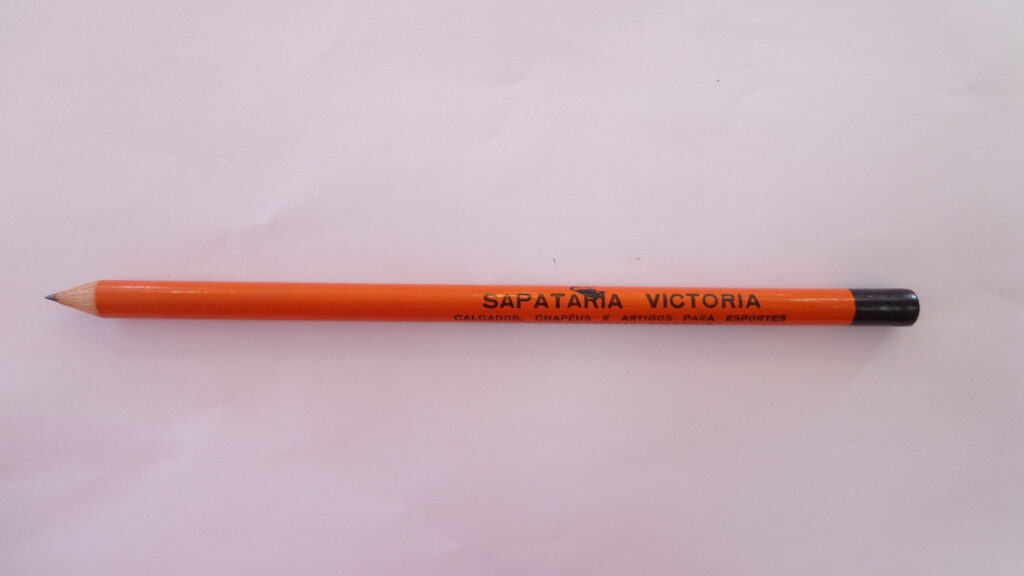 SAPATARIA VICTORIA
CALÇADOS, CHAPÉUS E ARTIGOS PARA ESPORTES